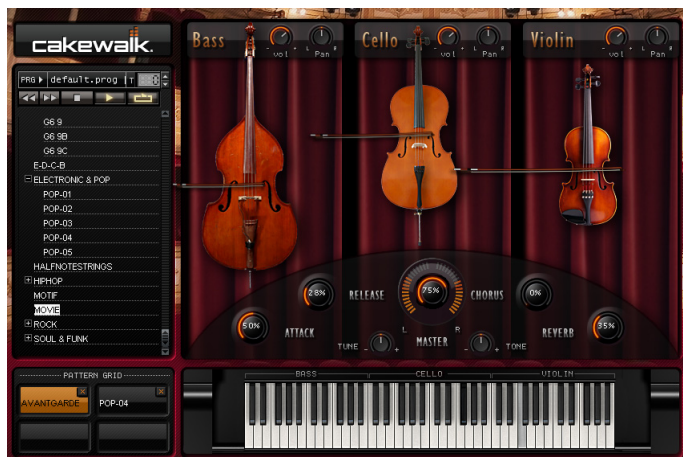 cakewalk.
PRG default.prog T
G6 9
G6 9B
G6 9C
E-D-C-B
ELECTRONIC & POP
POP-01
POP-02
POP-03
POP-04
POP-05
HALFNOTESTRINGS
HIPHOP
MOTIF
MOVIE
ROCK
SOUL & FUNK
PATTERN GRID
AVANTGARDE
POP-04
Bass
- vol +
L Pan R
Cello
- vol +
L Pan R
Violin
- vol +
L Pan R
28% RELEASE 75% CHORUS 0%
50% ATTACK L R REVERB 35%
TUNE - + MASTER - + TONE
BASS CELLO VIOLIN